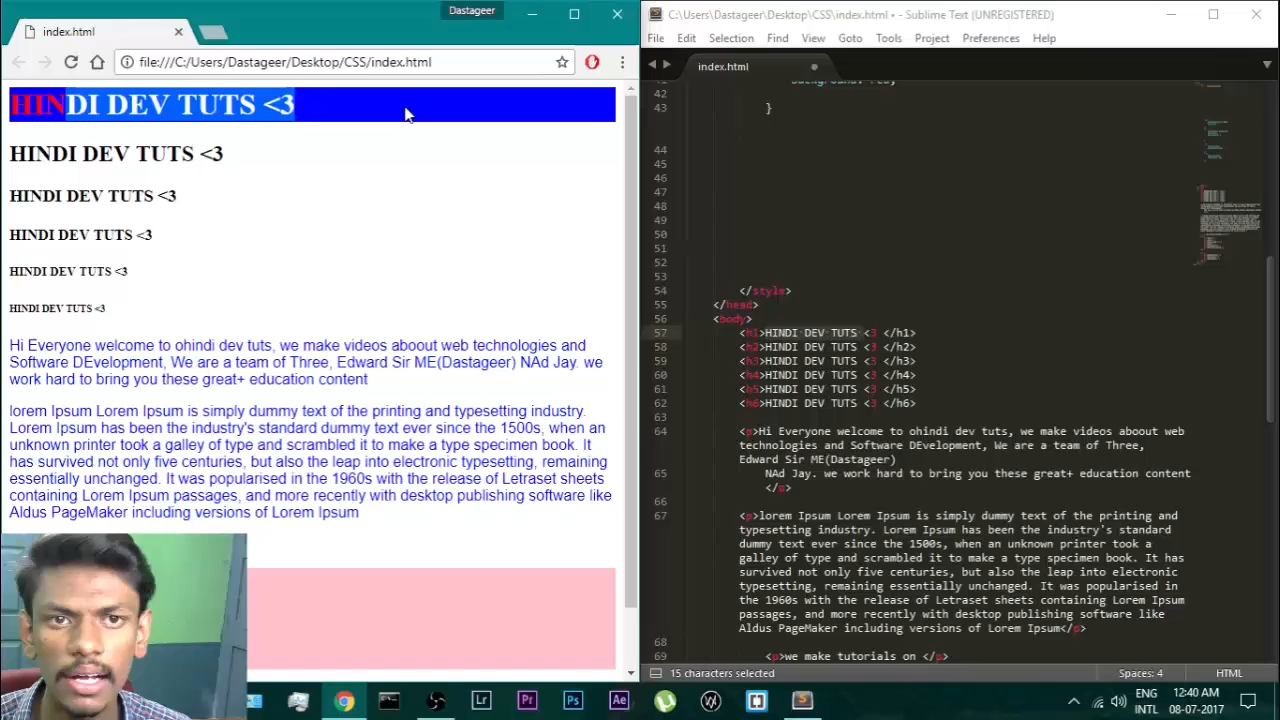 Dastageer
index.html
file:///C:/Users/Dastageer/Desktop/CSS/index.html
HINDI DEV TUTS <3
HINDI DEV TUTS <3
HINDI DEV TUTS <3
HINDI DEV TUTS <3
HINDI DEV TUTS <3
HINDI DEV TUTS <3
Hi Everyone welcome to ohindi dev tuts, we make videos aboout web technologies and
Software DEvelopment, We are a team of Three, Edward Sir ME(Dastageer) NAd Jay. we
work hard to bring you these great+ education content
lorem Ipsum Lorem Ipsum is simply dummy text of the printing and typesetting industry.
Lorem Ipsum has been the industry's standard dummy text ever since the 1500s, when an
unknown printer took a galley of type and scrambled it to make a type specimen book. It
has survived not only five centuries, but also the leap into electronic typesetting, remaining
essentially unchanged. It was popularised in the 1960s with the release of Letraset sheets
containing Lorem Ipsum passages, and more recently with desktop publishing software like
Aldus PageMaker including versions of Lorem Ipsum
C:\Users\Dastageer\Desktop\CSS\index.html • - Sublime Text (UNREGISTERED)
File Edit Selection Find View Goto Tools Project Preferences Help
index.html
42
43 }
44
45
46
47
48
49
50
51
52
53
54 </style>
55 </head>
56 <body>
57 <h1>HINDI DEV TUTS <3 </h1>
58 <h2>HINDI DEV TUTS <3 </h2>
59 <h3>HINDI DEV TUTS <3 </h3>
60 <h4>HINDI DEV TUTS <3 </h4>
61 <h5>HINDI DEV TUTS <3 </h5>
62 <h6>HINDI DEV TUTS <3 </h6>
63
64 <p>Hi Everyone welcome to ohindi dev tuts, we make videos aboout web
technologies and Software DEvelopment, We are a team of Three,
Edward Sir ME(Dastageer)
65 NAd Jay. we work hard to bring you these great+ education content
</p>
66
67 <p>lorem Ipsum Lorem Ipsum is simply dummy text of the printing and
typesetting industry. Lorem Ipsum has been the industry's standard
dummy text ever since the 1500s, when an unknown printer took a
galley of type and scrambled it to make a type specimen book. It has
survived not only five centuries, but also the leap into electronic
typesetting, remaining essentially unchanged. It was popularised in
the 1960s with the release of Letraset sheets containing Lorem Ipsum
passages, and more recently with desktop publishing software like
Aldus PageMaker including versions of Lorem Ipsum</p>
68
69 <p>we make tutorials on </p>
15 characters selected Spaces: 4 HTML
Lr Pr Ps Ae
ENG
INTL
12:40 AM
08-07-2017